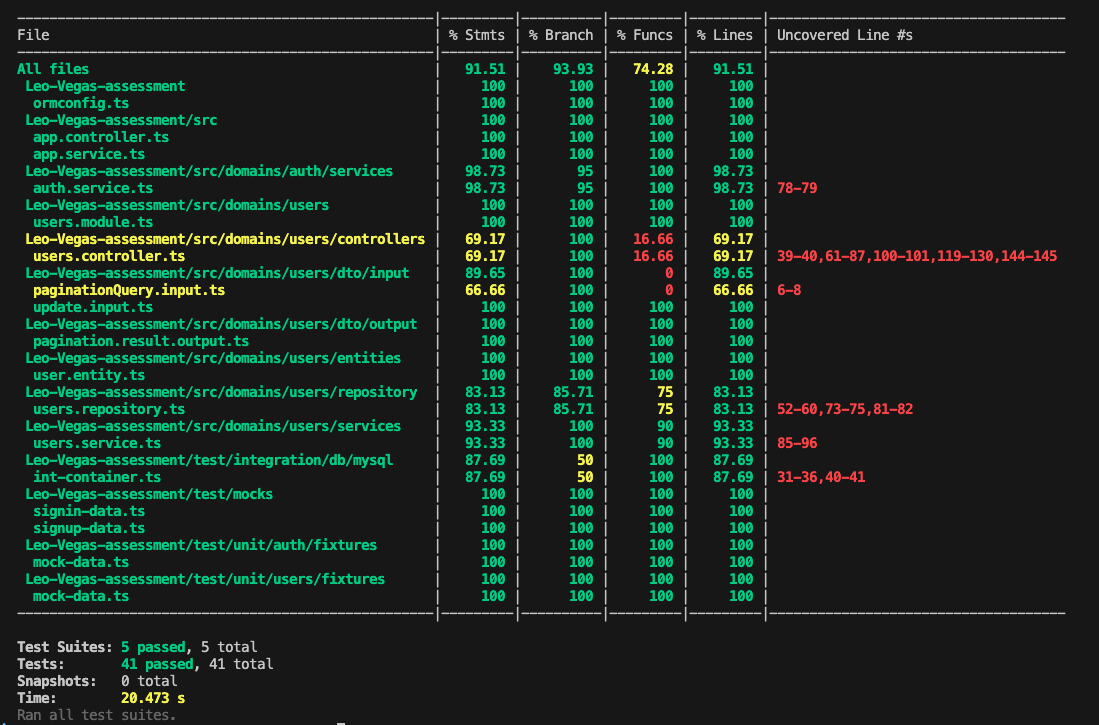 File | % Stmts | % Branch | % Funcs | % Lines | Uncovered Line #s
All files | 91.51 | 93.93 | 74.28 | 91.51 |
Leo-Vegas-assessment | 100 | 100 | 100 | 100 |
ormconfig.ts | 100 | 100 | 100 | 100 |
Leo-Vegas-assessment/src | 100 | 100 | 100 | 100 |
app.controller.ts | 100 | 100 | 100 | 100 |
app.service.ts | 100 | 100 | 100 | 100 |
Leo-Vegas-assessment/src/domains/auth/services | 98.73 | 95 | 100 | 98.73 |
auth.service.ts | 98.73 | 95 | 100 | 98.73 | 78-79
Leo-Vegas-assessment/src/domains/users | 100 | 100 | 100 | 100 |
users.module.ts | 100 | 100 | 100 | 100 |
Leo-Vegas-assessment/src/domains/users/controllers | 69.17 | 100 | 16.66 | 69.17 |
users.controller.ts | 69.17 | 100 | 16.66 | 69.17 | 39-40,61-87,100-101,119-130,144-145
Leo-Vegas-assessment/src/domains/users/dto/input | 89.65 | 100 | 0 | 89.65 |
paginationQuery.input.ts | 66.66 | 100 | 0 | 66.66 | 6-8
update.input.ts | 100 | 100 | 100 | 100 |
Leo-Vegas-assessment/src/domains/users/dto/output | 100 | 100 | 100 | 100 |
pagination.result.output.ts | 100 | 100 | 100 | 100 |
Leo-Vegas-assessment/src/domains/users/entities | 100 | 100 | 100 | 100 |
user.entity.ts | 100 | 100 | 100 | 100 |
Leo-Vegas-assessment/src/domains/users/repository | 83.13 | 85.71 | 75 | 83.13 |
users.repository.ts | 83.13 | 85.71 | 75 | 83.13 | 52-60,73-75,81-82
Leo-Vegas-assessment/src/domains/users/services | 93.33 | 100 | 90 | 93.33 |
users.service.ts | 93.33 | 100 | 90 | 93.33 | 85-96
Leo-Vegas-assessment/test/integration/db/mysql | 87.69 | 50 | 100 | 87.69 |
int-container.ts | 87.69 | 50 | 100 | 87.69 | 31-36,40-41
Leo-Vegas-assessment/test/mocks | 100 | 100 | 100 | 100 |
signin-data.ts | 100 | 100 | 100 | 100 |
signup-data.ts | 100 | 100 | 100 | 100 |
Leo-Vegas-assessment/test/unit/auth/fixtures | 100 | 100 | 100 | 100 |
mock-data.ts | 100 | 100 | 100 | 100 |
Leo-Vegas-assessment/test/unit/users/fixtures | 100 | 100 | 100 | 100 |
mock-data.ts | 100 | 100 | 100 | 100 |
Test Suites: 5 passed, 5 total
Tests: 41 passed, 41 total
Snapshots: 0 total
Time: 20.473 s
Ran all test suites.